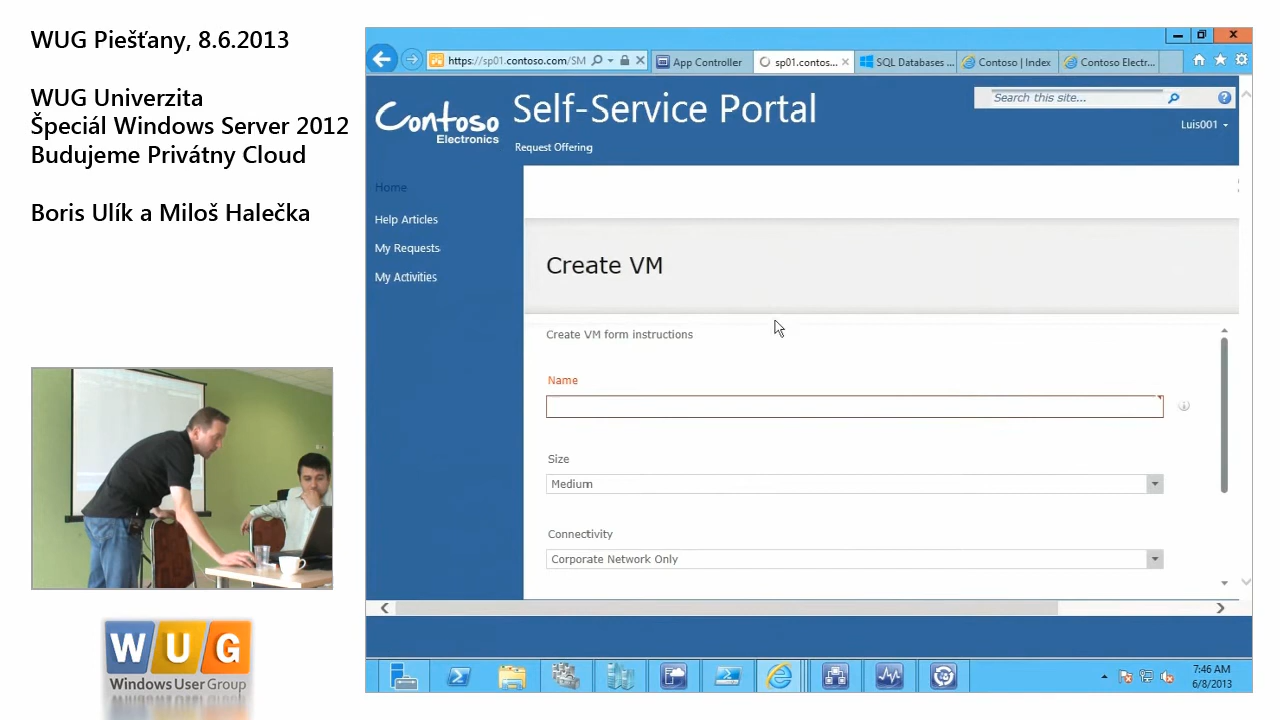 WUG Piešťany, 8.6.2013
WUG Univerzita
Špeciál Windows Server 2012
Budujeme Privátny Cloud
Boris Ulík a Miloš Halečka
WUG
Windows User Group
https://sp01.contoso.com/SM
App Controller
sp01.contos...
SQL Databases ...
Contoso | Index
Contoso Electr...
Contoso
Electronics
Self-Service Portal
Search this site...
Luis001
Request Offering
Home
Help Articles
My Requests
My Activities
Create VM
Create VM form instructions
Name
Size
Medium
Connectivity
Corporate Network Only
7:46 AM
6/8/2013